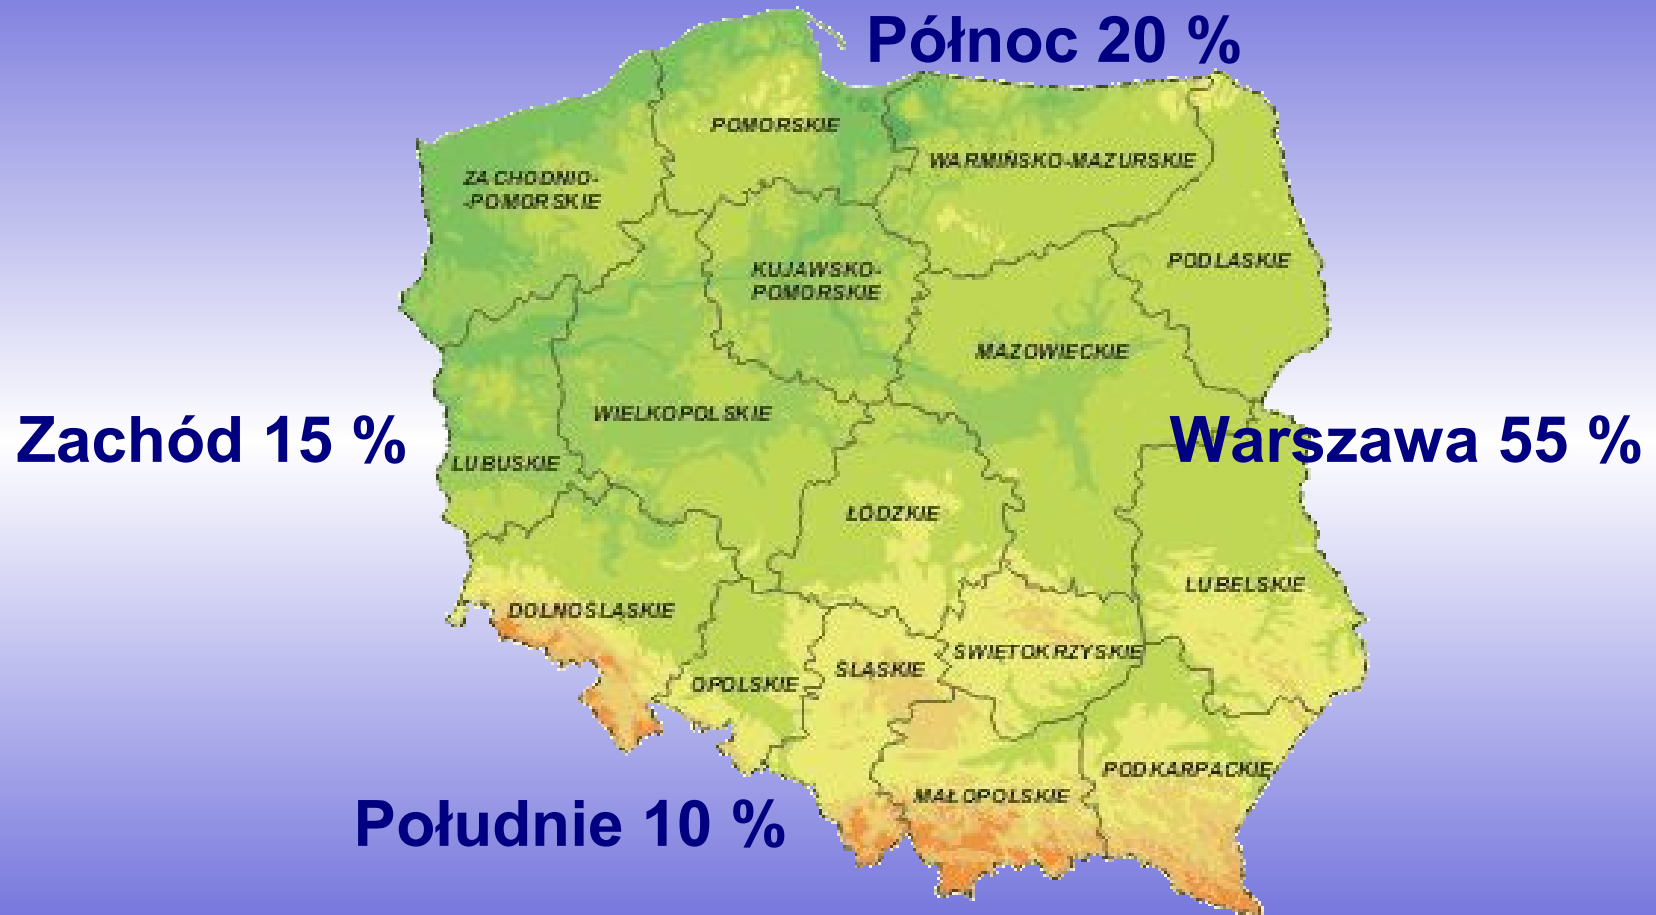 Północ 20 %
POMORSKIE
WARMIŃSKO-MAZURSKIE
ZACHODNIO-
-POMORSKIE
PODLASKIE
KUJAWSKO-
POMORSKIE
MAZOWIECKIE
WIELKOPOLSKIE
Zachód 15 %
Warszawa 55 %
LUBUSKIE
ŁÓDZKIE
LUBELSKIE
DOLNOŚLĄSKIE
ŚWIĘTOKRZYSKIE
ŚLĄSKIE
OPOLSKIE
PODKARPACKIE
MAŁOPOLSKIE
Południe 10 %